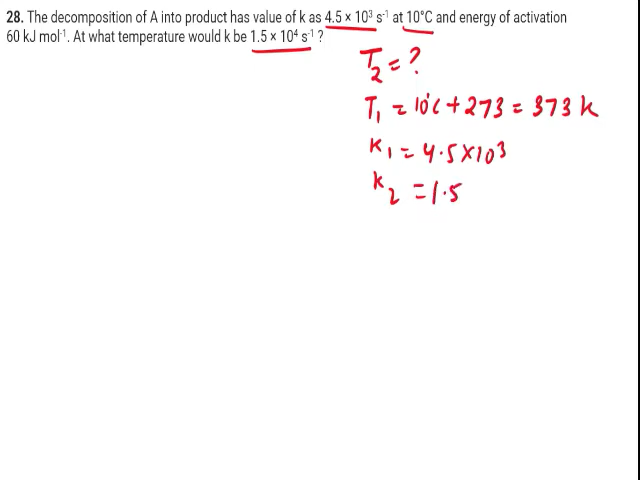 28. The decomposition of A into product has value of k as 4.5 × 10³ s⁻¹ at 10°C and energy of activation
60 kJ mol⁻¹. At what temperature would k be 1.5 × 10⁴ s⁻¹ ?
T₂ = ?
T₁ = 10°C + 273 = 373 k
K₁ = 4.5 × 10³
K₂ = 1.5